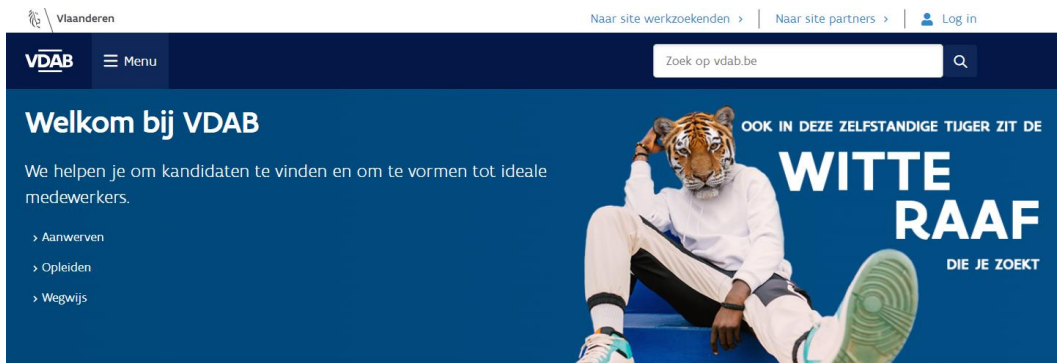 Vlaanderen
Naar site werkzoekenden ›
Naar site partners ›
Log in
VDAB
Menu
Zoek op vdab.be
Welkom bij VDAB
We helpen je om kandidaten te vinden en om te vormen tot ideale
medewerkers.
› Aanwerven
› Opleiden
› Wegwijs
OOK IN DEZE ZELFSTANDIGE TIJGER ZIT DE
WITTE
RAAF
DIE JE ZOEKT